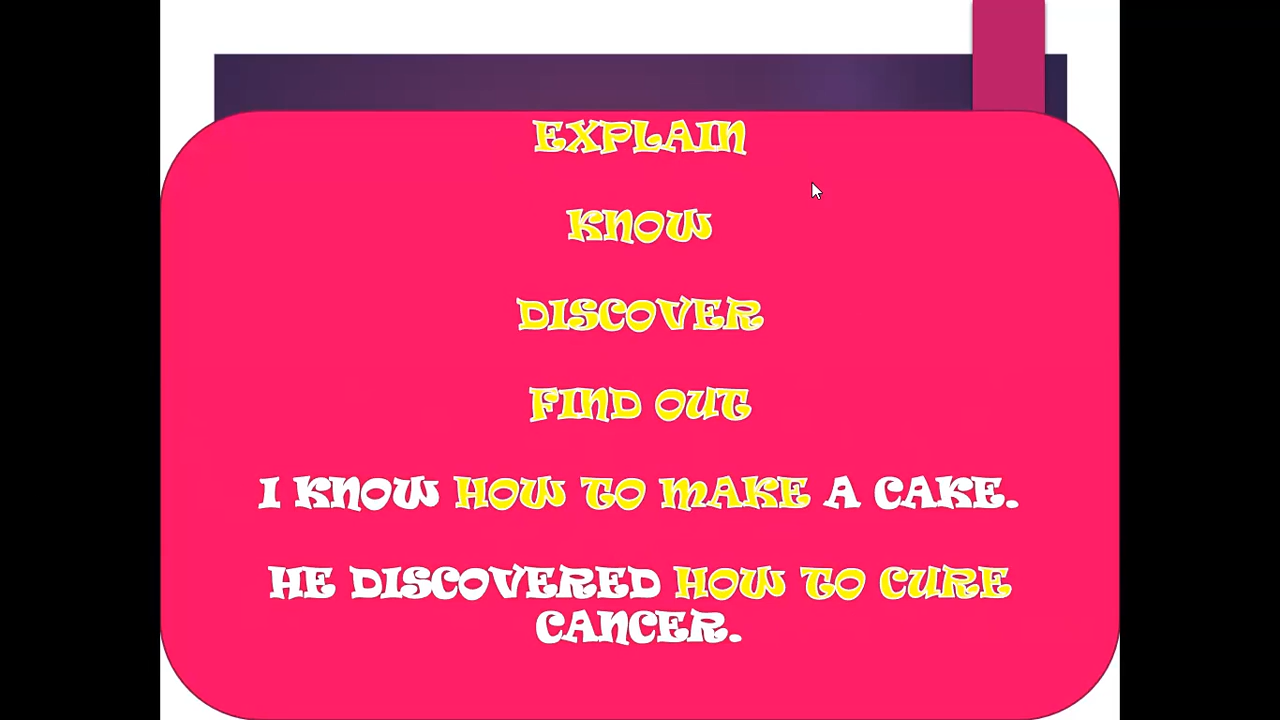 EXPLAIN
KNOW
DISCOVER
FIND OUT
I KNOW HOW TO MAKE A CAKE.
HE DISCOVERED HOW TO CURE
CANCER.